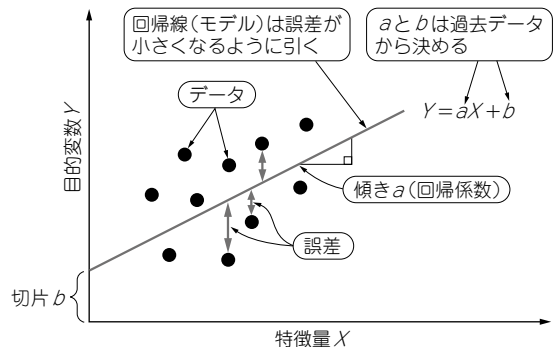 回帰線（モデル）は誤差が
小さくなるように引く
aとbは過去データ
から決める
データ
Y=aX+b
目的変数Y
傾きa（回帰係数）
誤差
切片b
特徴量X